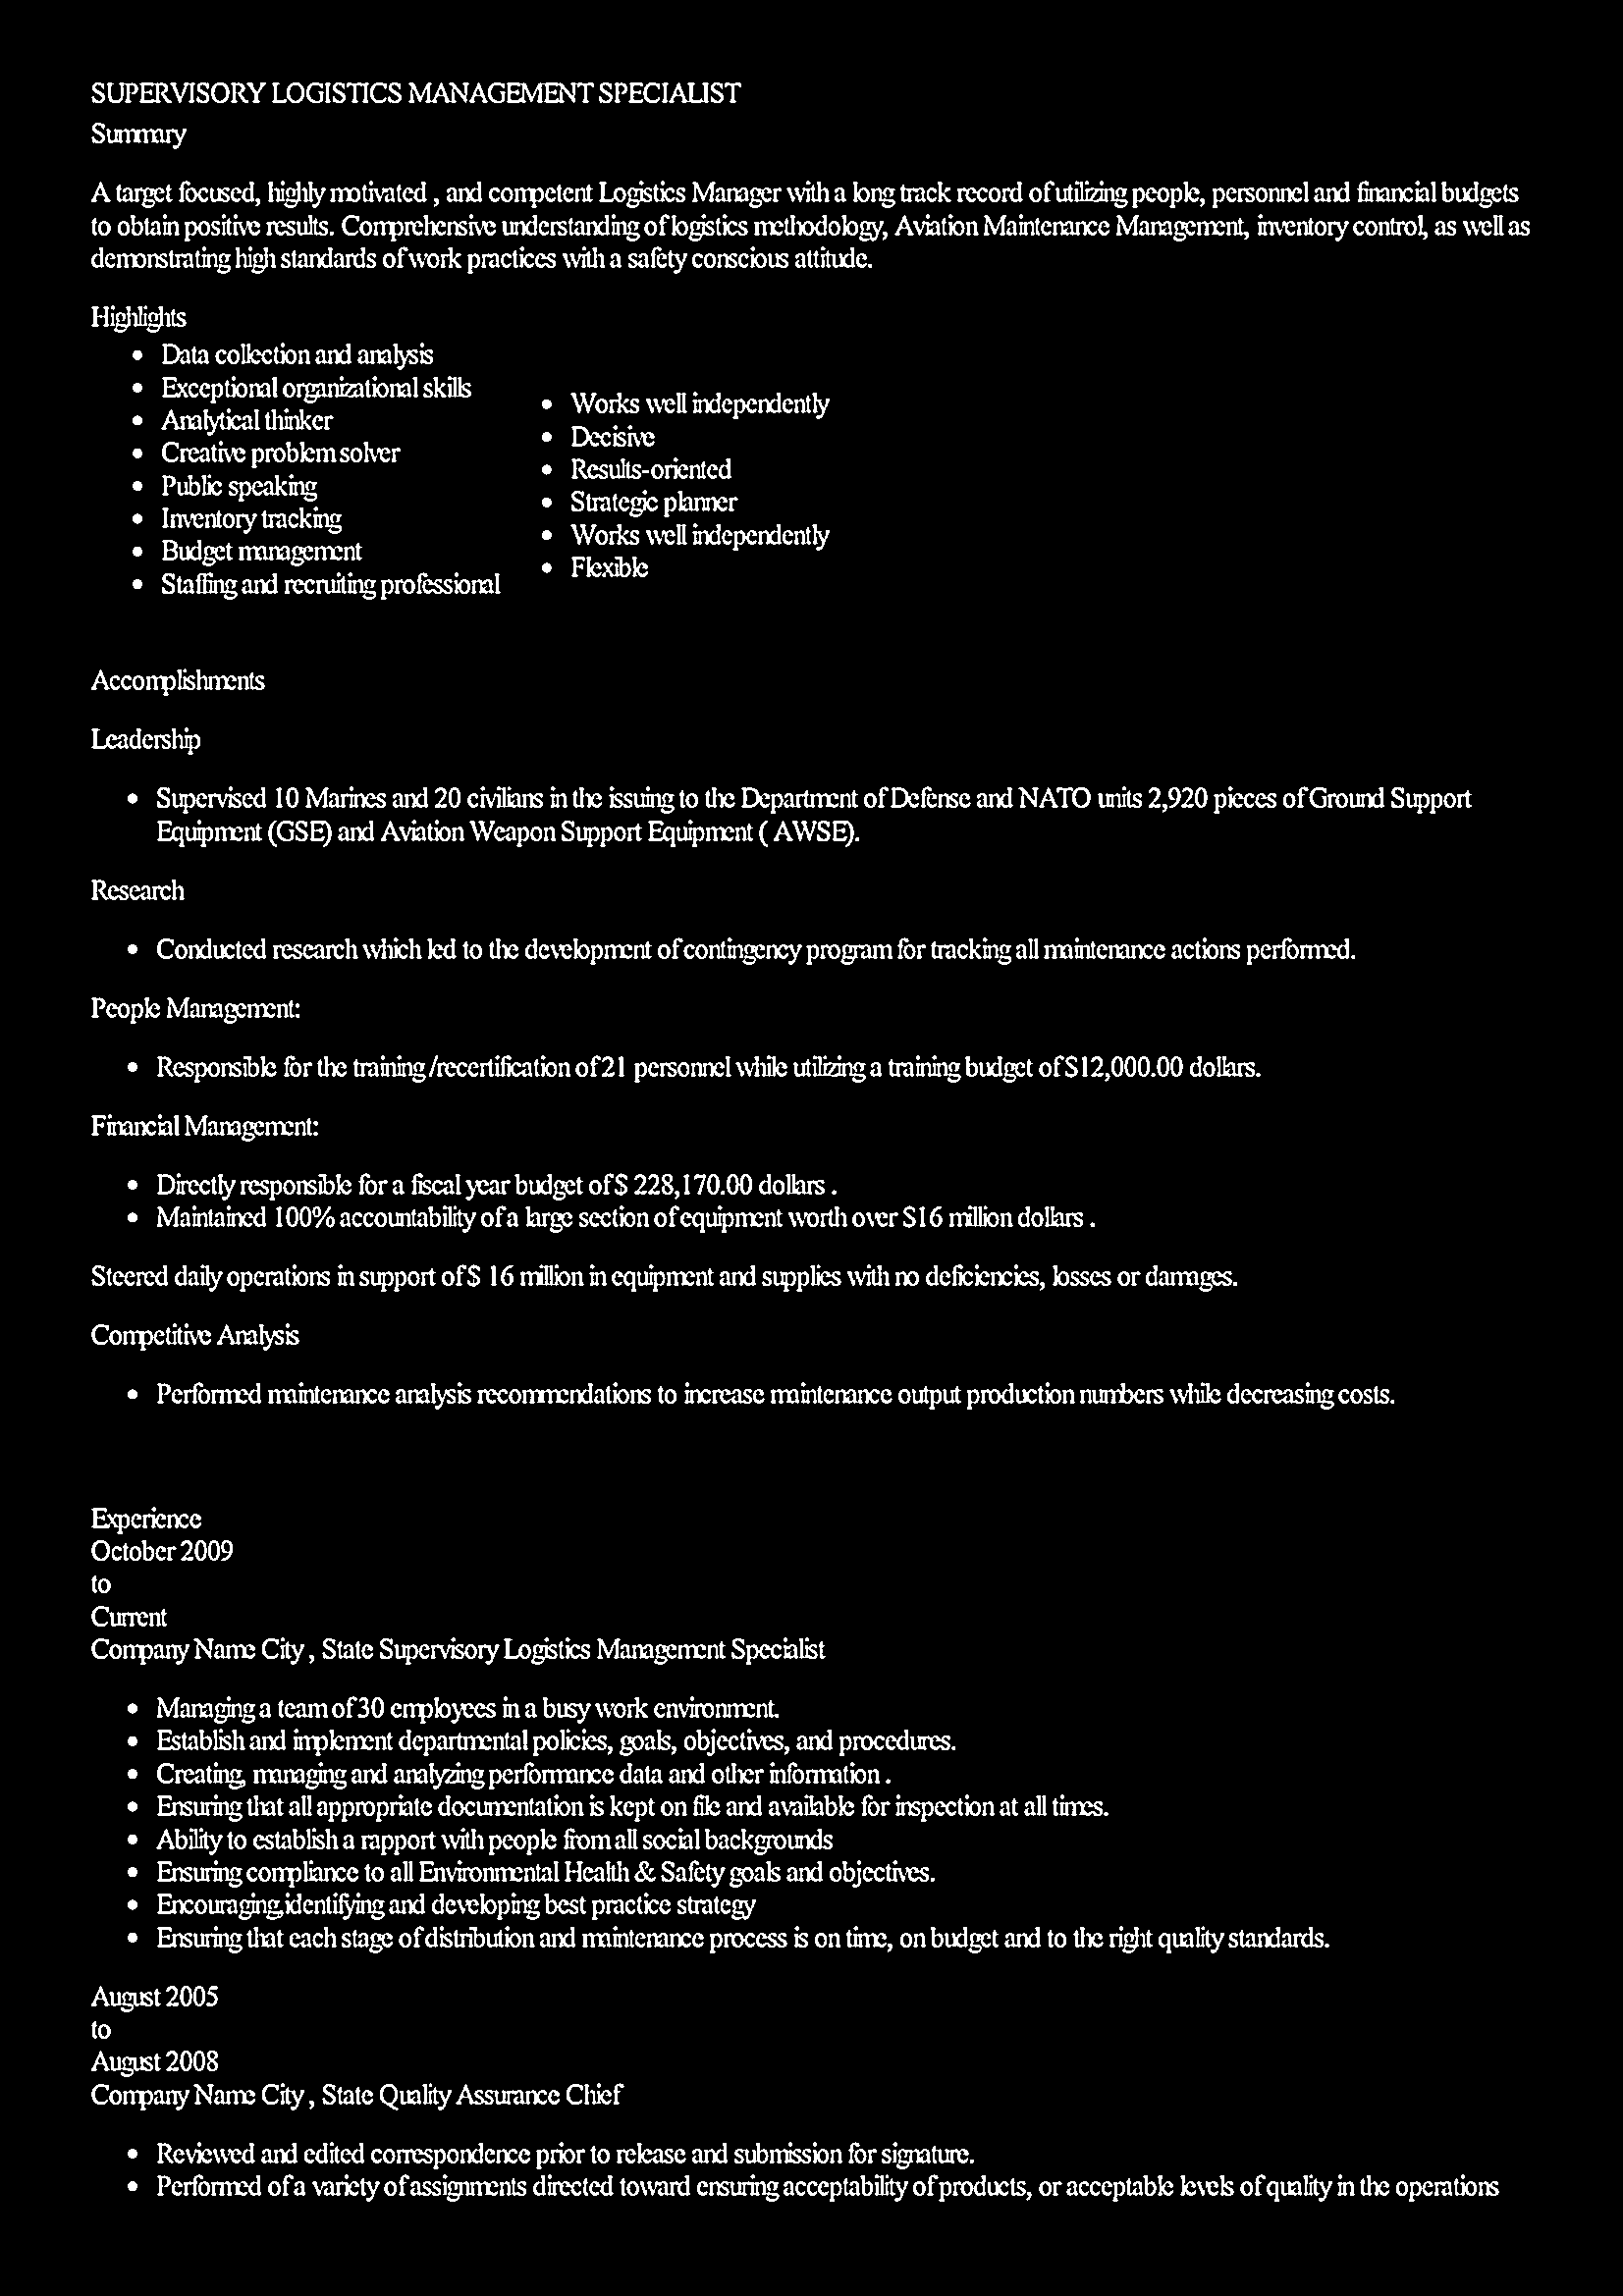 SUPERVISORY LOGISTICS MANAGEMENT SPECIALIST
Summary
A target focused, highly motivated , and competent Logistics Manager with a long track record of utilizing people, personnel and financial budgets
to obtain positive results. Comprehensive understanding of logistics methodology, Aviation Maintenance Management, inventory control, as well as
demonstrating high standards of work practices with a safety conscious attitude.
Highlights
• Data collection and analysis
• Exceptional organizational skills
• Analytical thinker
• Creative problem solver
• Public speaking
• Inventory tracking
• Budget management
• Staffing and recruiting professional
• Works well independently
• Decisive
• Results-oriented
• Strategic planner
• Works well independently
• Flexible
Accomplishments
Leadership
• Supervised 10 Marines and 20 civilians in the issuing to the Department of Defense and NATO units 2,920 pieces of Ground Support
Equipment (GSE) and Aviation Weapon Support Equipment ( AWSE).
Research
• Conducted research which led to the development of contingency program for tracking all maintenance actions performed.
People Management:
• Responsible for the training /recertification of 21 personnel while utilizing a training budget of $12,000.00 dollars.
Financial Management:
• Directly responsible for a fiscal year budget of $ 228,170.00 dollars .
• Maintained 100% accountability of a large section of equipment worth over $16 million dollars .
Steered daily operations in support of $ 16 million in equipment and supplies with no deficiencies, losses or damages.
Competitive Analysis
• Performed maintenance analysis recommendations to increase maintenance output production numbers while decreasing costs.
Experience
October 2009
to
Current
Company Name City , State Supervisory Logistics Management Specialist
• Managing a team of 30 employees in a busy work environment.
• Establish and implement departmental policies, goals, objectives, and procedures.
• Creating, managing and analyzing performance data and other information .
• Ensuring that all appropriate documentation is kept on file and available for inspection at all times.
• Ability to establish a rapport with people from all social backgrounds
• Ensuring compliance to all Environmental Health & Safety goals and objectives.
• Encouraging,identifying and developing best practice strategy
• Ensuring that each stage of distribution and maintenance process is on time, on budget and to the right quality standards.
August 2005
to
August 2008
Company Name City , State Quality Assurance Chief
• Reviewed and edited correspondence prior to release and submission for signature.
• Performed of a variety of assignments directed toward ensuring acceptability of products, or acceptable levels of quality in the operations